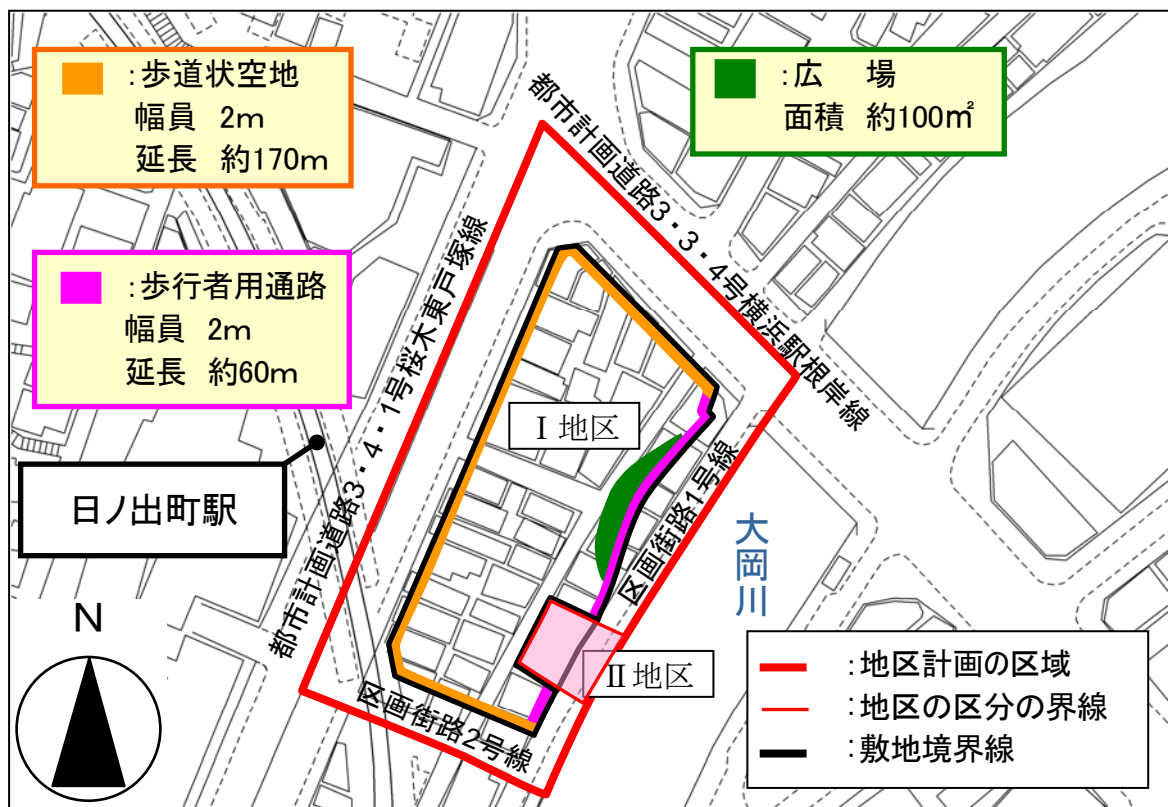 :歩道状空地
幅員 2m
延長 約170m
:広 場
面積 約100㎡
:歩行者用通路
幅員 2m
延長 約60m
都市計画道路3・4・1号桜木東戸塚線
都市計画道路3・3・4号横浜駅根岸線
Ⅰ地区
日ノ出町駅
区画街路1号線
大岡川
N
Ⅱ地区
区画街路2号線
:地区計画の区域
:地区の区分の界線
:敷地境界線